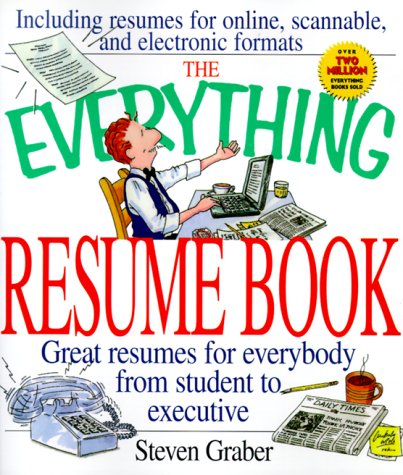 Including resumes for online, scannable,
and electronic formats
OVER
TWO
MILLION
EVERYTHING
BOOKS SOLD
THE
EVERYTHING
RESUME BOOK
Great resumes for everybody
from student to
executive
DAILY TIMES
Steven Graber